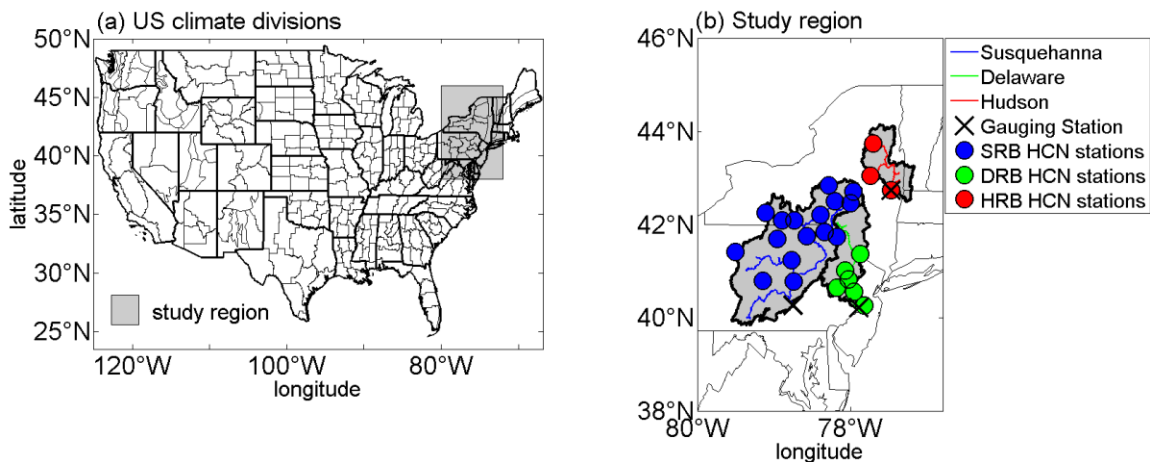 (a) US climate divisions
50°N
45°N
40°N
35°N
30°N
25°N
latitude
study region
120°W
100°W
80°W
longitude
(b) Study region
46°N
44°N
42°N
40°N
38°N
80°W
78°W
longitude
Susquehanna
Delaware
Hudson
Gauging Station
SRB HCN stations
DRB HCN stations
HRB HCN stations